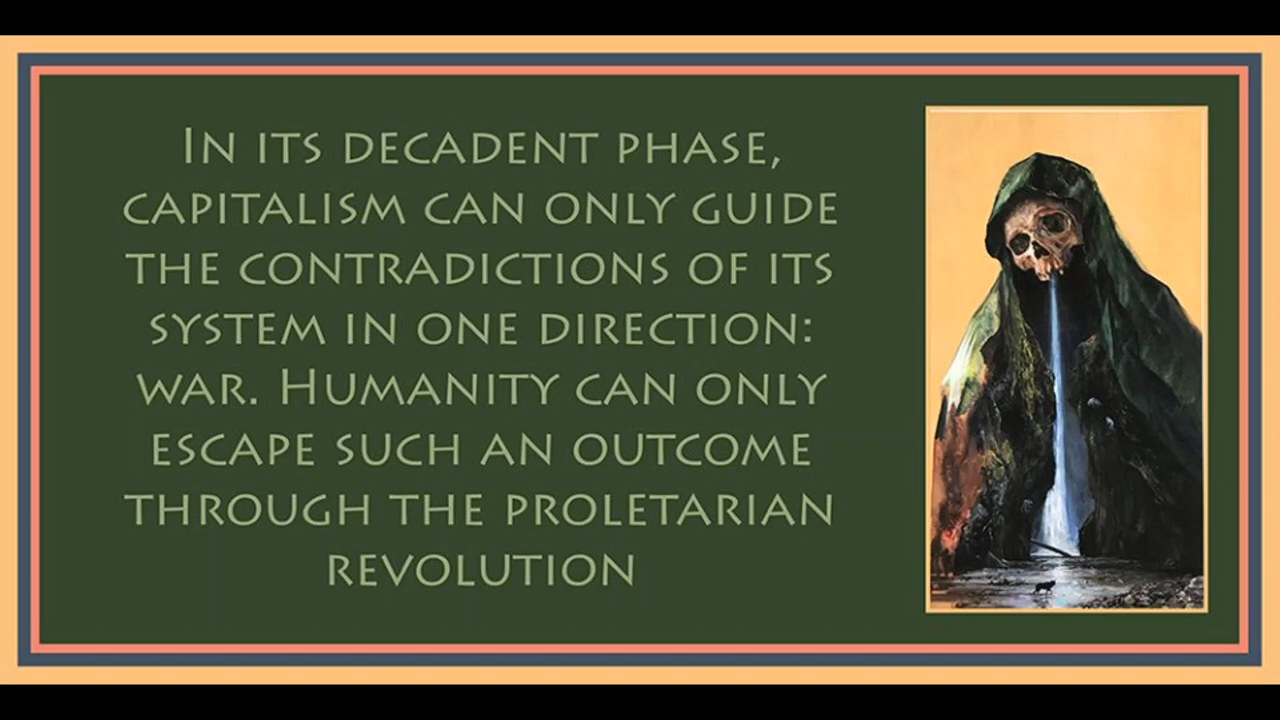 In its decadent phase,
capitalism can only guide
the contradictions of its
system in one direction:
war. Humanity can only
escape such an outcome
through the proletarian
revolution